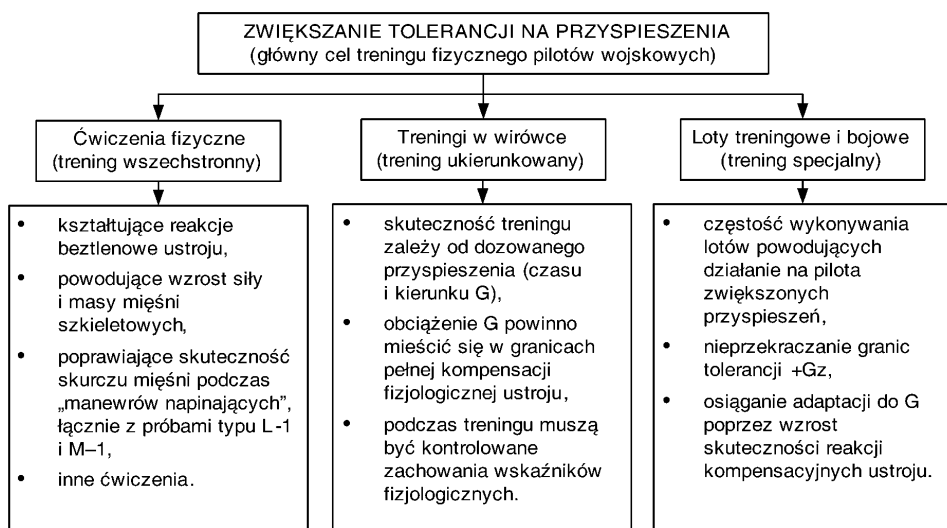 ZWIĘKSZANIE TOLERANCJI NA PRZYSPIESZENIA
(główny cel treningu fizycznego pilotów wojskowych)
Ćwiczenia fizyczne
(trening wszechstronny)
• kształtujące reakcje
beztlenowe ustroju,
• powodujące wzrost siły
i masy mięśni
szkieletowych,
• poprawiające skuteczność
skurczu mięśni podczas
„manewrów napinających”,
łącznie z próbami typu L-1
i M–1,
• inne ćwiczenia.
Treningi w wirówce
(trening ukierunkowany)
• skuteczność treningu
zależy od dozowanego
przyspieszenia (czasu
i kierunku G),
• obciążenie G powinno
mieścić się w granicach
pełnej kompensacji
fizjologicznej ustroju,
• podczas treningu muszą
być kontrolowane
zachowania wskaźników
fizjologicznych.
Loty treningowe i bojowe
(trening specjalny)
• częstość wykonywania
lotów powodujących
działanie na pilota
zwiększonych
przyspieszeń,
• nieprzekraczanie granic
tolerancji +Gz,
• osiąganie adaptacji do G
poprzez wzrost
skuteczności reakcji
kompensacyjnych ustroju.